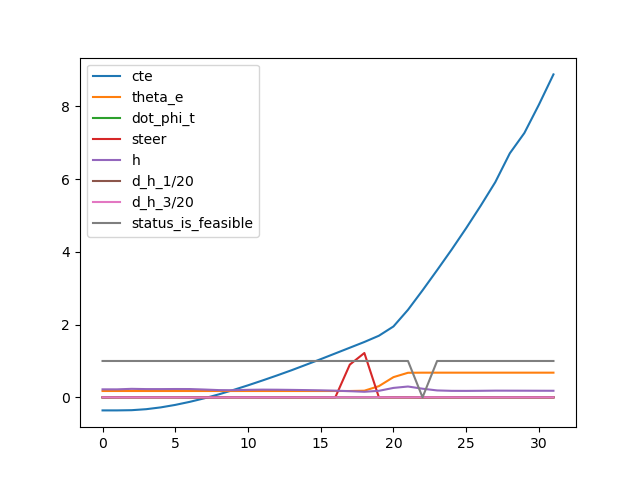 cte
theta_e
dot_phi_t
steer
h
d_h_1/20
d_h_3/20
status_is_feasible
8
6
4
2
0
0 5 10 15 20 25 30